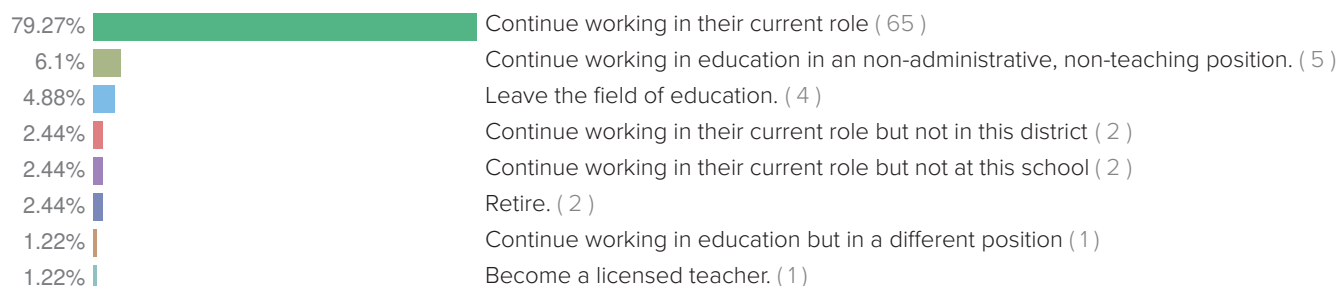 79.27% Continue working in their current role ( 65 )
6.1% Continue working in education in an non-administrative, non-teaching position. ( 5 )
4.88% Leave the field of education. ( 4 )
2.44% Continue working in their current role but not in this district ( 2 )
2.44% Continue working in their current role but not at this school ( 2 )
2.44% Retire. ( 2 )
1.22% Continue working in education but in a different position ( 1 )
1.22% Become a licensed teacher. ( 1 )